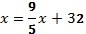 x = 9/5 x + 32